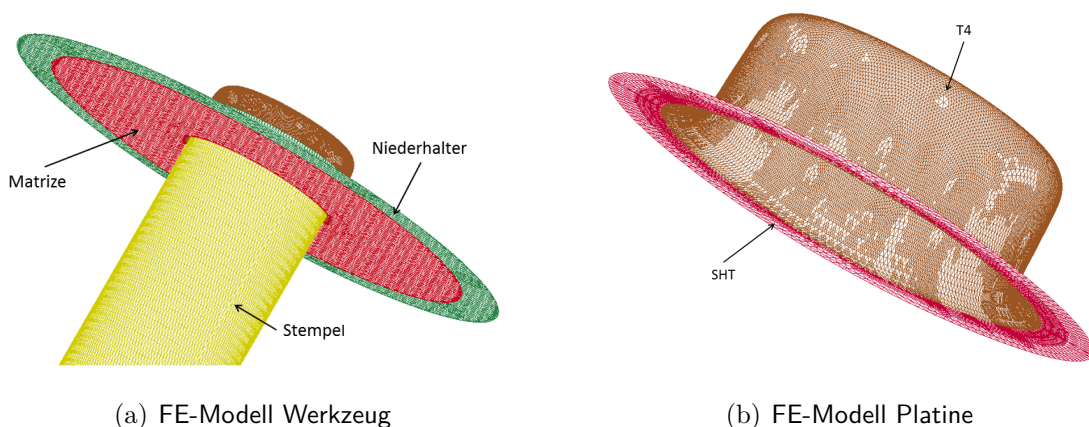 T4
Niederhalter
Matrize
SHT
Stempel
(a) FE-Modell Werkzeug
(b) FE-Modell Platine